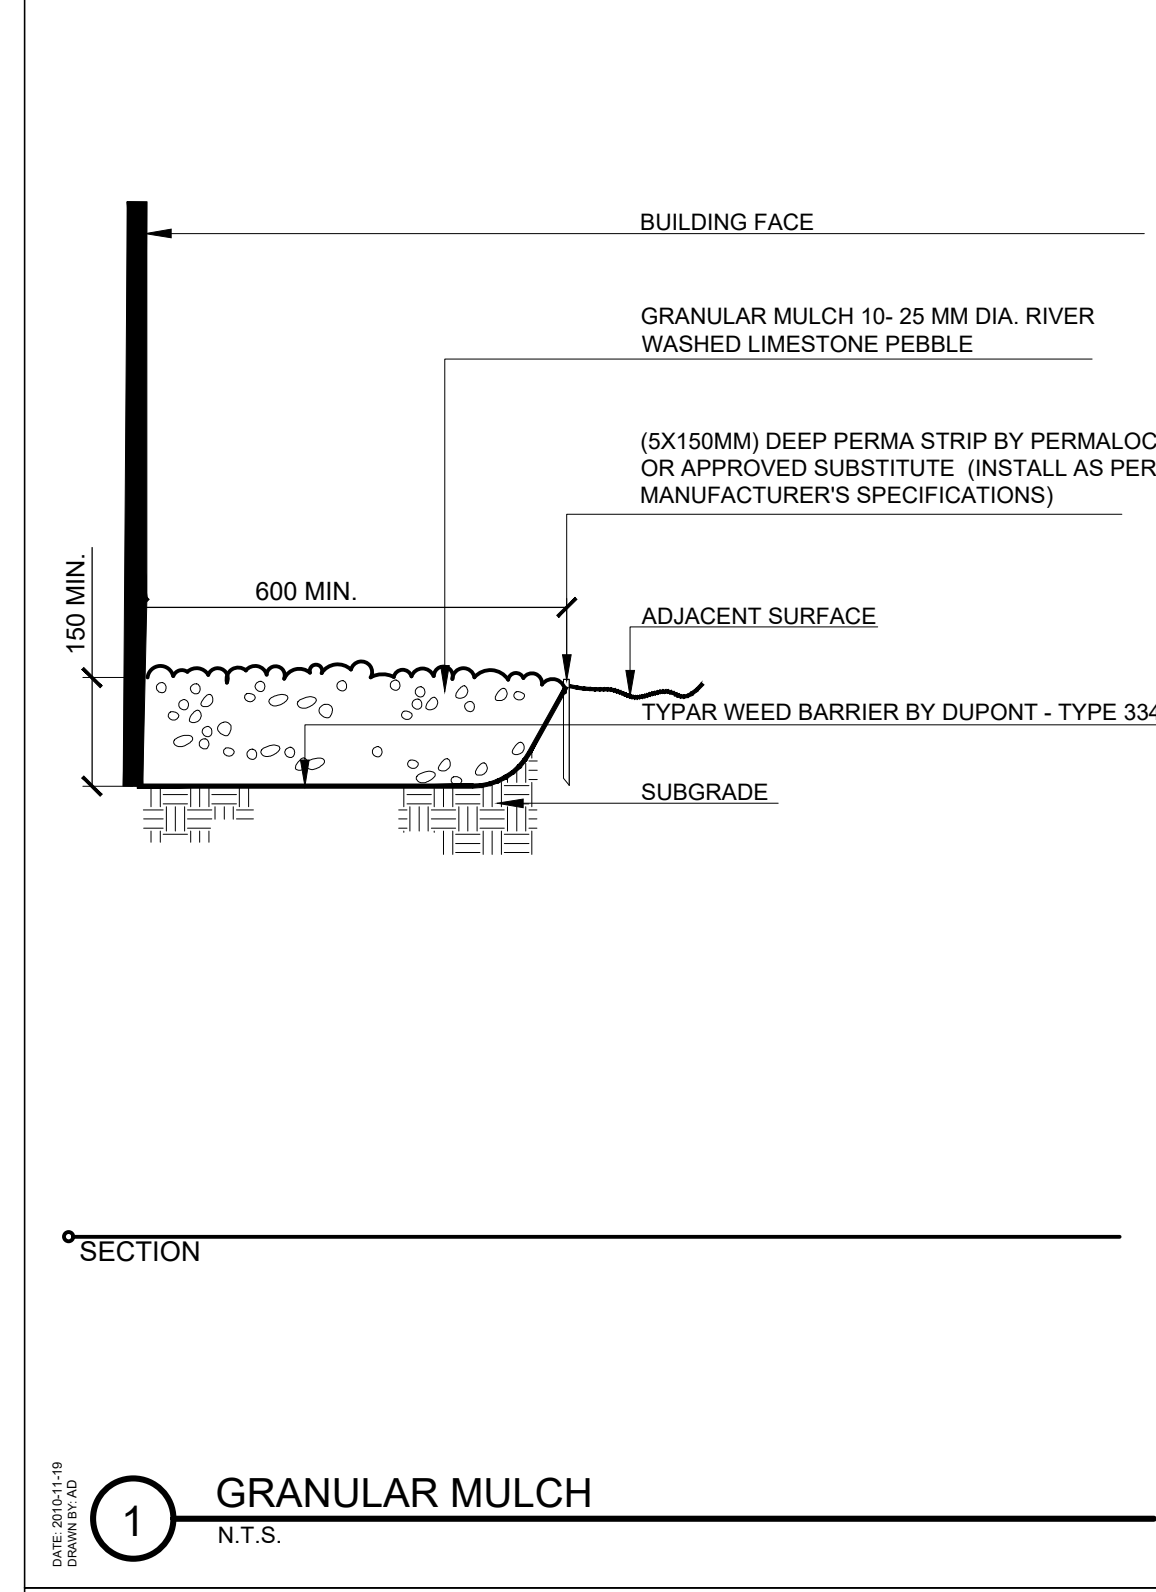 BUILDING FACE
GRANULAR MULCH 10- 25 MM DIA. RIVER
WASHED LIMESTONE PEBBLE
(5X150MM) DEEP PERMA STRIP BY PERMALOC
OR APPROVED SUBSTITUTE (INSTALL AS PER
MANUFACTURER'S SPECIFICATIONS)
150 MIN.
600 MIN.
ADJACENT SURFACE
TYPAR WEED BARRIER BY DUPONT - TYPE 334
SUBGRADE
SECTION
DATE: 2010-11-19
DRAWN BY: AD
1
GRANULAR MULCH
N.T.S.